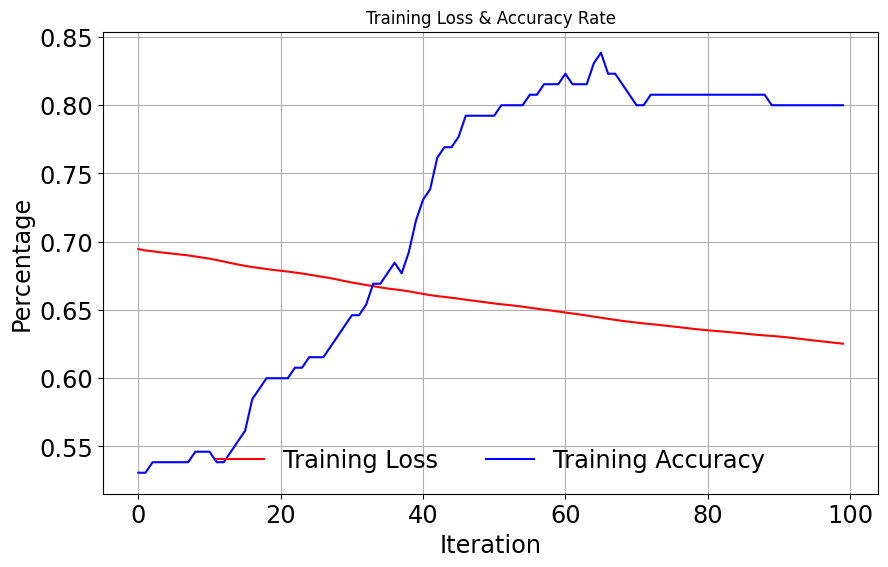 Training Loss & Accuracy Rate
0.85
0.80
0.75
0.70
0.65
0.60
0.55
Percentage
Training Loss Training Accuracy
0 20 40 60 80 100
Iteration